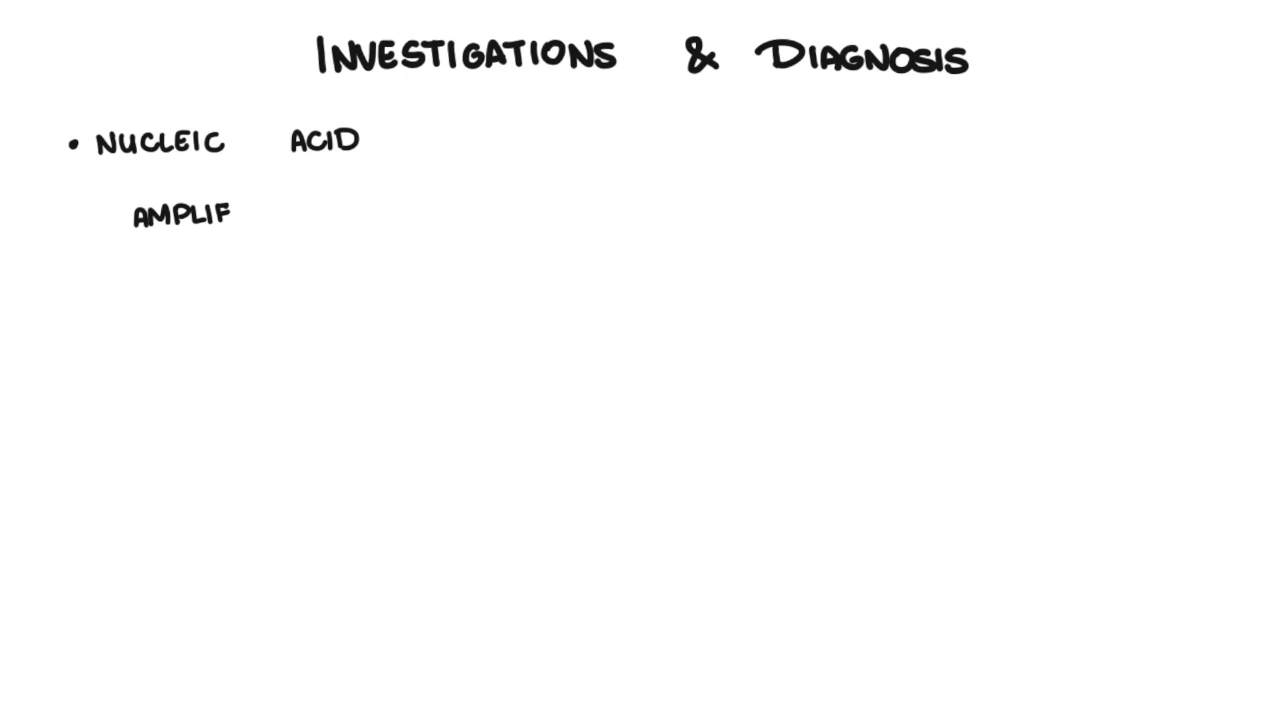 INVESTIGATIONS & DIAGNOSIS
• NUCLEIC ACID
AMPLIF